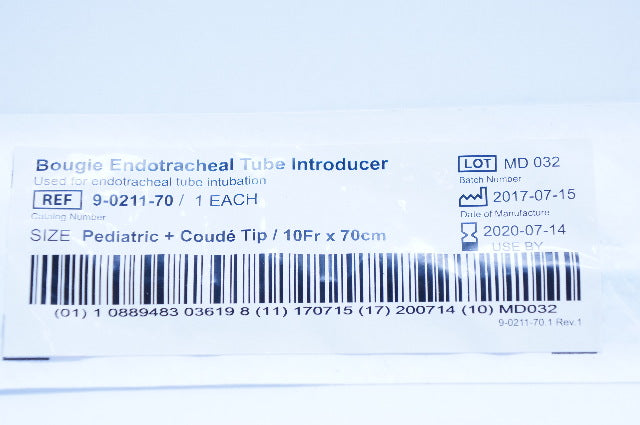 Bougie Endotracheal Tube Introducer
Used for endotracheal tube intubation
REF 9-0211-70 / 1 EACH
Catalog Number
SIZE Pediatric + Coudé Tip / 10Fr x 70cm
LOT MD 032
Batch Number
2017-07-15
Date of Manufacture
2020-07-14
USE BY
(01) 1 0889483 03619 8 (11) 170715 (17) 200714 (10) MD032
9-0211-70.1 Rev.1